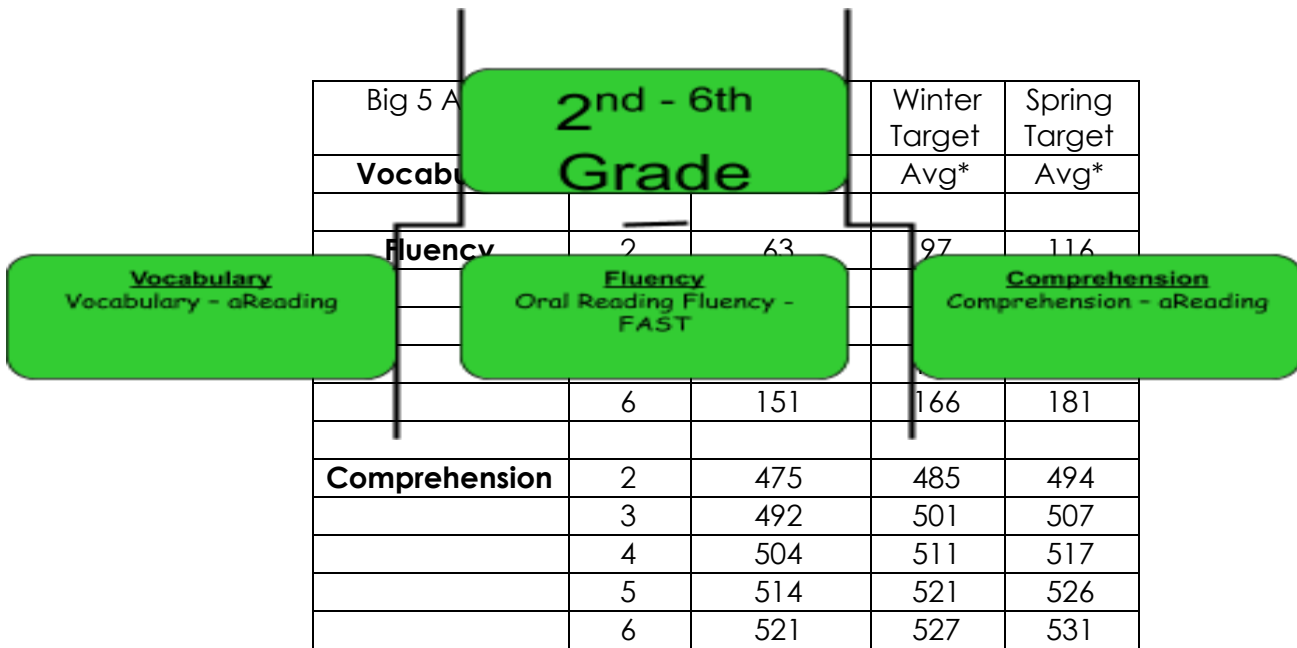 2nd - 6th
Grade
Big 5 A
Winter Target
Spring Target
Vocabu
Avg* Avg*
Fluency 2 63 97 116
Vocabulary
Vocabulary - aReading
Fluency
Oral Reading Fluency -
FAST
Comprehension
Comprehension - aReading
6 151 166 181
Comprehension 2 475 485 494
3 492 501 507
4 504 511 517
5 514 521 526
6 521 527 531